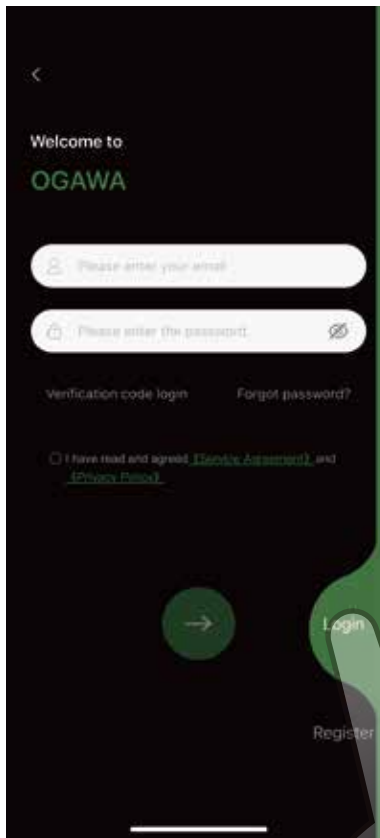 Welcome to
OGAWA
Please enter your email
Please enter the password
Verification code login Forgot password?
I have read and agreed 《Service Agreement》 and
《Privacy Policy》
Login
Register